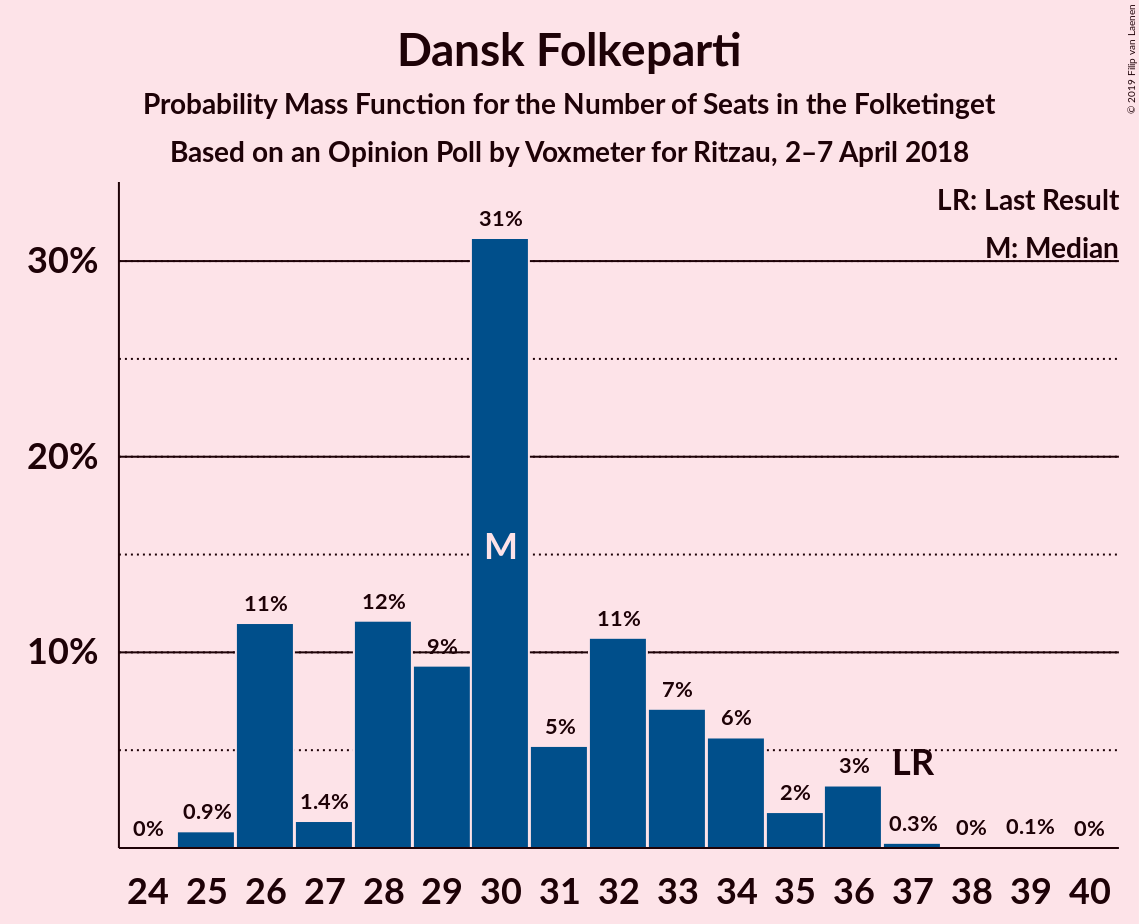 Dansk Folkeparti
Probability Mass Function for the Number of Seats in the Folketinget
Based on an Opinion Poll by Voxmeter for Ritzau, 2–7 April 2018
© 2019 Filip van Laenen
LR: Last Result
M: Median
30%
20%
10%
0%
0.9%
11%
1.4%
12%
9%
31%
M
5%
11%
7%
6%
2%
3%
LR
0.3%
0%
0.1%
0%
24 25 26 27 28 29 30 31 32 33 34 35 36 37 38 39 40